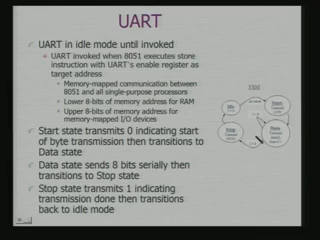 UART
UART in idle mode until invoked
UART invoked when 8051 executes store
instruction with UART's enable register as
target address
Memory-mapped communication between
8051 and all single-purpose processors
Lower 8-bits of memory address for RAM
Upper 8-bits of memory address for
memory-mapped I/O devices
Start state transmits 0 indicating start
of byte transmission then transitions to
Data state
Data state sends 8 bits serially then
transitions to Stop state
Stop state transmits 1 indicating
transmission done then transitions
back to idle mode
Idle
Start
Stop
Data